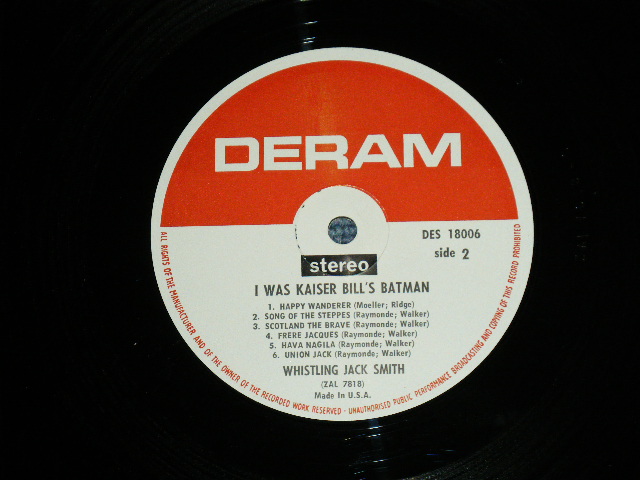 DERAM
DES 18006
side 2
stereo
I WAS KAISER BILL'S BATMAN
1. HAPPY WANDERER (Moeller; Ridge)
2. SONG OF THE STEPPES (Raymonde; Walker)
3. SCOTLAND THE BRAVE (Raymonde; Walker)
4. FRERE JACQUES (Raymonde; Walker)
5. HAVA NAGILA (Raymonde; Walker)
6. UNION JACK (Raymonde; Walker)
WHISTLING JACK SMITH
(ZAL 7818)
Made In U.S.A.
ALL RIGHTS OF THE MANUFACTURER AND OF THE OWNER OF THE RECORDED WORK RESERVED - UNAUTHORISED PUBLIC PERFORMANCE BROADCASTING AND COPYING OF THIS RECORD PROHIBITED